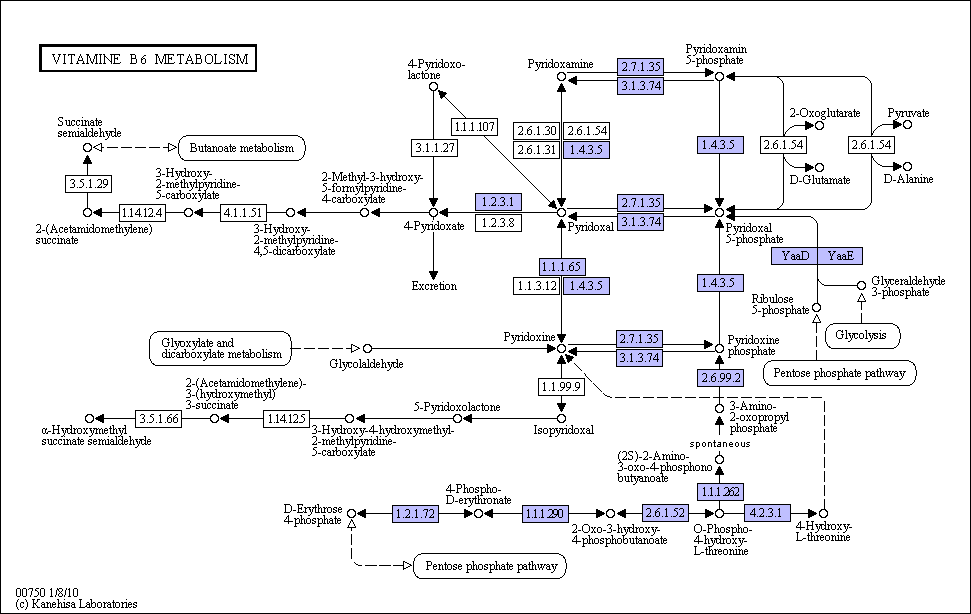 VITAMINE B6 METABOLISM
4-Pyridoxo-
lactone
Pyridoxamine
2.7.1.35
3.1.3.74
Pyridoxamin
5-phosphate
Succinate
semialdehyde
Butanoate metabolism
1.1.1.107
3.1.1.27
2.6.1.30
2.6.1.54
2.6.1.31
1.4.3.5
1.4.3.5
2-Oxoglutarate
2.6.1.54
D-Glutamate
Pyruvate
2.6.1.54
D-Alanine
3.5.1.29
3-Hydroxy-
2-methylpyridine-
5-carboxylate
2-Methyl-3-hydroxy-
5-formylpyridine-
4-carboxylate
1.14.12.4
4.1.1.51
2-(Acetamidomethylene)
succinate
3-Hydroxy-
2-methylpyridine-
4,5-dicarboxylate
4-Pyridoxate
1.2.3.1
1.2.3.8
Pyridoxal
2.7.1.35
3.1.3.74
Pyridoxal
5-phosphate
Excretion
1.1.1.65
1.1.3.12
1.4.3.5
1.4.3.5
YaaD
YaaE
Glyceraldehyde
3-phosphate
Ribulose
5-phosphate
Glycolysis
Pentose phosphate pathway
Glyoxylate and
dicarboxylate metabolism
Glycolaldehyde
Pyridoxine
2.7.1.35
3.1.3.74
Pyridoxine
phosphate
2.6.99.2
1.1.99.9
2-(Acetamidomethylene)-
3-(hydroxymethyl)
3-succinate
5-Pyridoxolactone
3.5.1.66
1.14.12.5
α-Hydroxymethyl
succinate semialdehyde
3-Hydroxy-4-hydroxymethyl-
2-methylpyridine-
5-carboxylate
Isopyridoxal
3-Amino-
2-oxopropyl
phosphate
spontaneous
(2S)-2-Amino-
3-oxo-4-phosphono
butyanoate
1.1.1.262
D-Erythrose
4-phosphate
1.2.1.72
4-Phospho-
D-erythronate
1.1.1.290
2-Oxo-3-hydroxy-
4-phosphobutanoate
2.6.1.52
O-Phospho-
4-hydroxy-
L-threonine
4.2.3.1
4-Hydroxy-
L-threonine
Pentose phosphate pathway
00750 1/8/10
(c) Kanehisa Laboratories